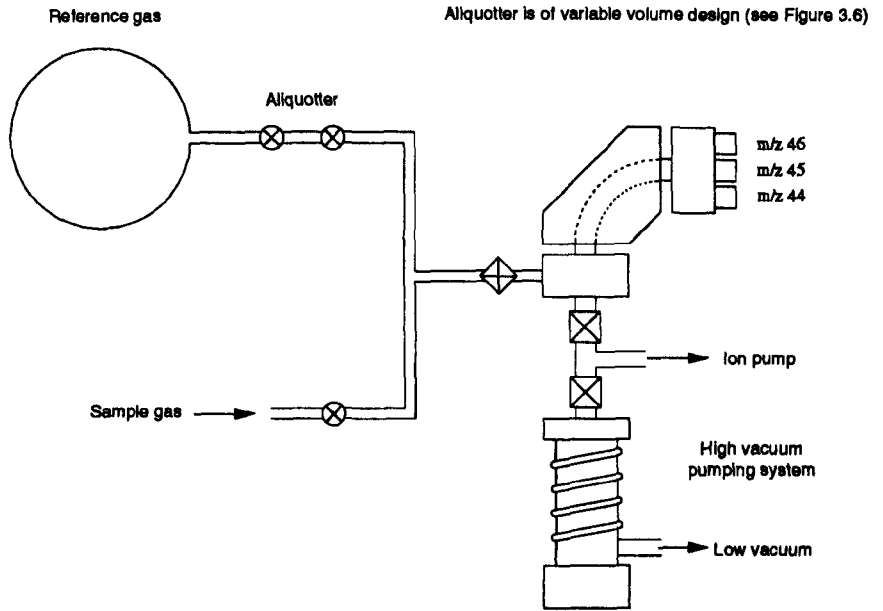 Reference gas
Aliquotter is of variable volume design (see Figure 3.6)
Aliquotter
m/z 46
m/z 45
m/z 44
Ion pump
Sample gas
High vacuum
pumping system
Low vacuum